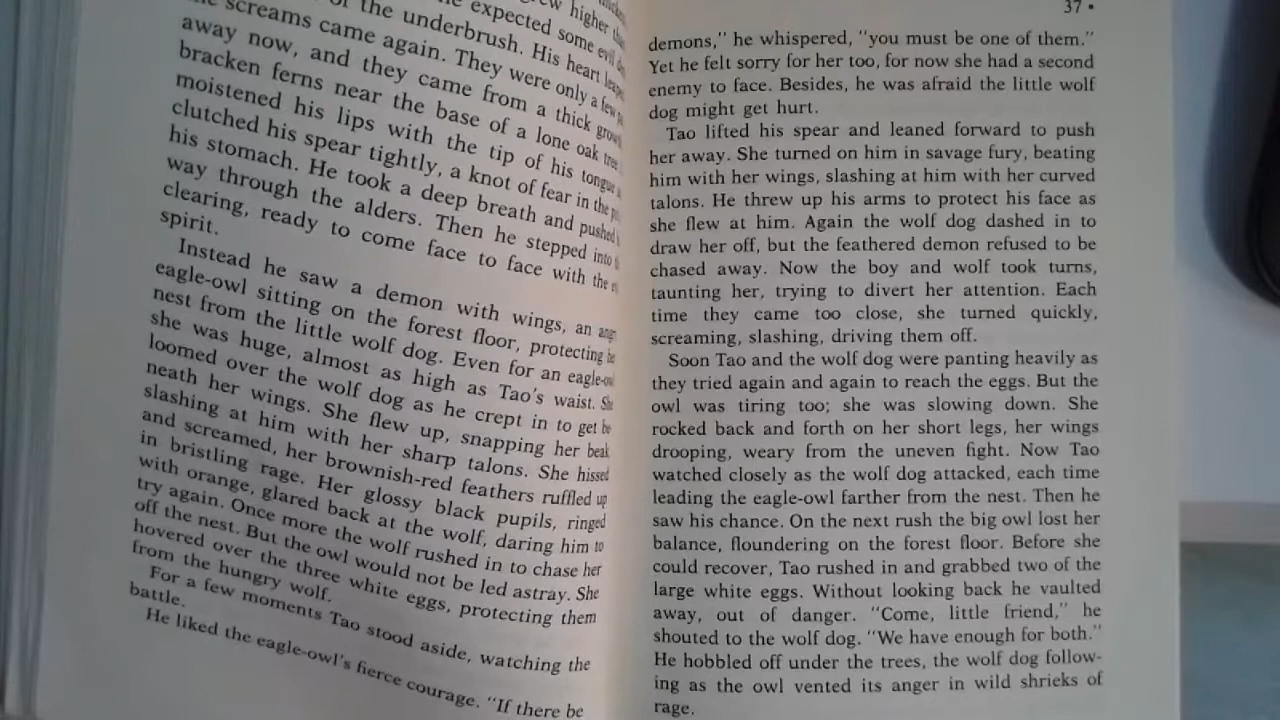 grew higher
of the underbrush. His heart
expected some evil
screams came again. They were only a few
away now, and they came from a thick
bracken ferns near the base of a lone oak tree.
moistened his lips with the tip of his tongue
clutched his spear tightly, a knot of fear in the
his stomach. He took a deep breath and pushed
way through the alders. Then he stepped into
clearing, ready to come face to face with the
spirit.
Instead he saw a demon with wings, an
eagle-owl sitting on the forest floor, protecting
nest from the little wolf dog. Even for an eagle-owl
she was huge, almost as high as Tao's waist. She
loomed over the wolf dog as he crept in to get be
neath her wings. She flew up, snapping her beak
slashing at him with her sharp talons. She hissed
and screamed, her brownish-red feathers ruffled up
in bristling rage. Her glossy black pupils, ringed
with orange, glared back at the wolf, daring him to
try again. Once more the wolf rushed in to chase her
off the nest. But the owl would not be led astray. She
hovered over the three white eggs, protecting them
from the hungry wolf.
For a few moments Tao stood aside, watching the
battle.
He liked the eagle-owl's fierce courage. "If there be
37 •
demons," he whispered, "you must be one of them."
Yet he felt sorry for her too, for now she had a second
enemy to face. Besides, he was afraid the little wolf
dog might get hurt.
Tao lifted his spear and leaned forward to push
her away. She turned on him in savage fury, beating
him with her wings, slashing at him with her curved
talons. He threw up his arms to protect his face as
she flew at him. Again the wolf dog dashed in to
draw her off, but the feathered demon refused to be
chased away. Now the boy and wolf took turns,
taunting her, trying to divert her attention. Each
time they came too close, she turned quickly,
screaming, slashing, driving them off.
Soon Tao and the wolf dog were panting heavily as
they tried again and again to reach the eggs. But the
owl was tiring too; she was slowing down. She
rocked back and forth on her short legs, her wings
drooping, weary from the uneven fight. Now Tao
watched closely as the wolf dog attacked, each time
leading the eagle-owl farther from the nest. Then he
saw his chance. On the next rush the big owl lost her
balance, floundering on the forest floor. Before she
could recover, Tao rushed in and grabbed two of the
large white eggs. Without looking back he vaulted
away, out of danger. "Come, little friend," he
shouted to the wolf dog. "We have enough for both."
He hobbled off under the trees, the wolf dog follow-
ing as the owl vented its anger in wild shrieks of
rage.